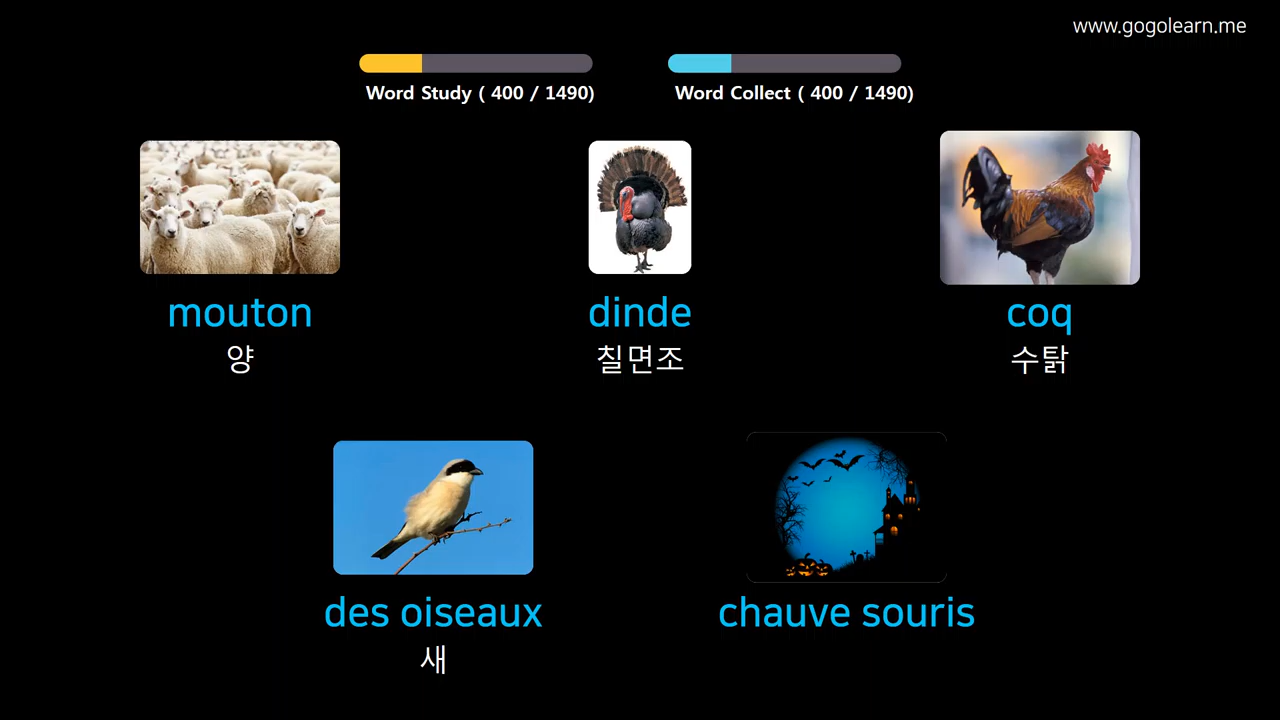 www.gogolearn.me
Word Study ( 400 / 1490)
Word Collect ( 400 / 1490)
mouton
양
dinde
칠면조
coq
수탉
des oiseaux
새
chauve souris